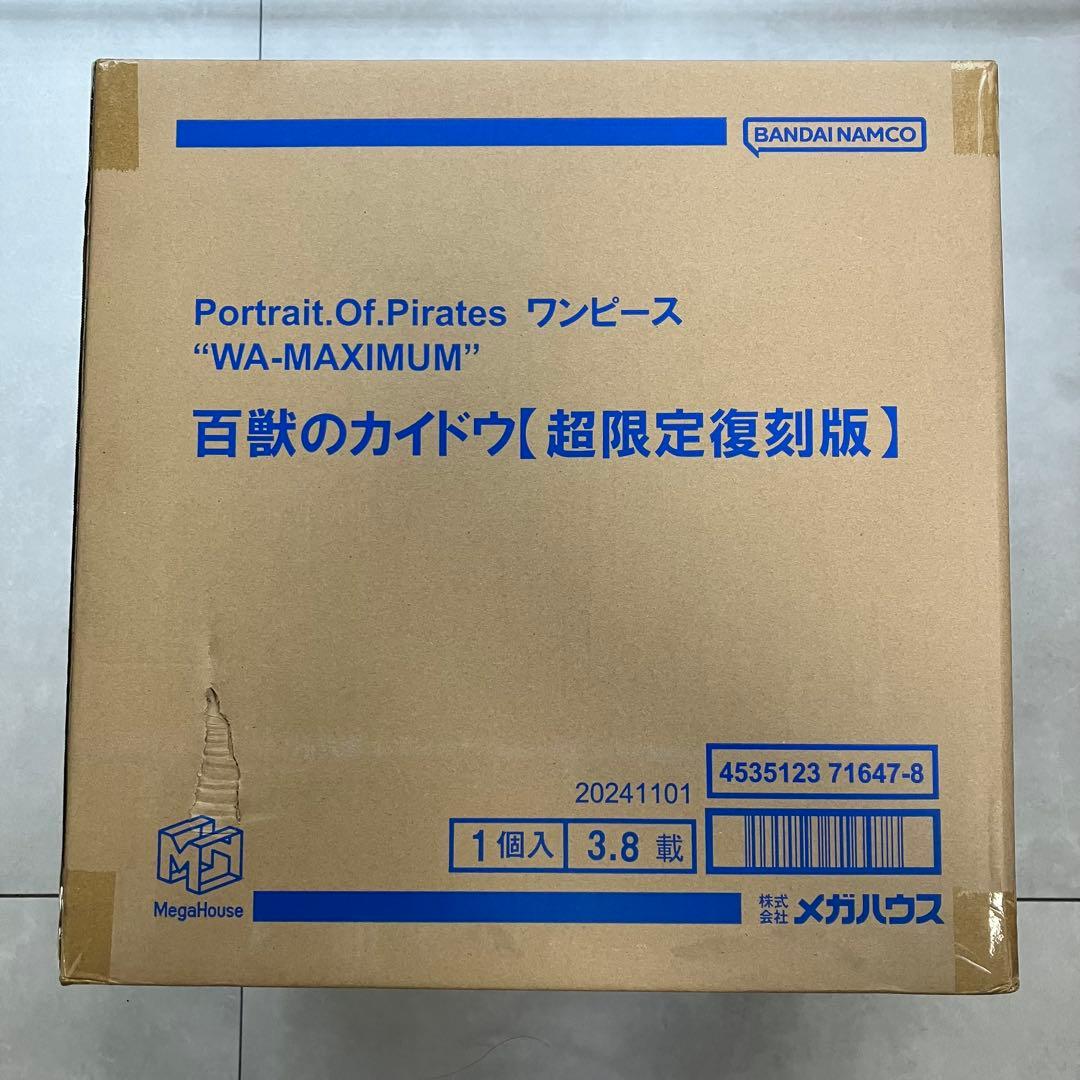 BANDAI NAMCO
Portrait.Of.Pirates ワンピース
“WA-MAXIMUM”
百獣のカイドウ【超限定復刻版】
4535123 71647-8
20241101
1個入 3.8 載
MegaHouse
株式会社 メガハウス